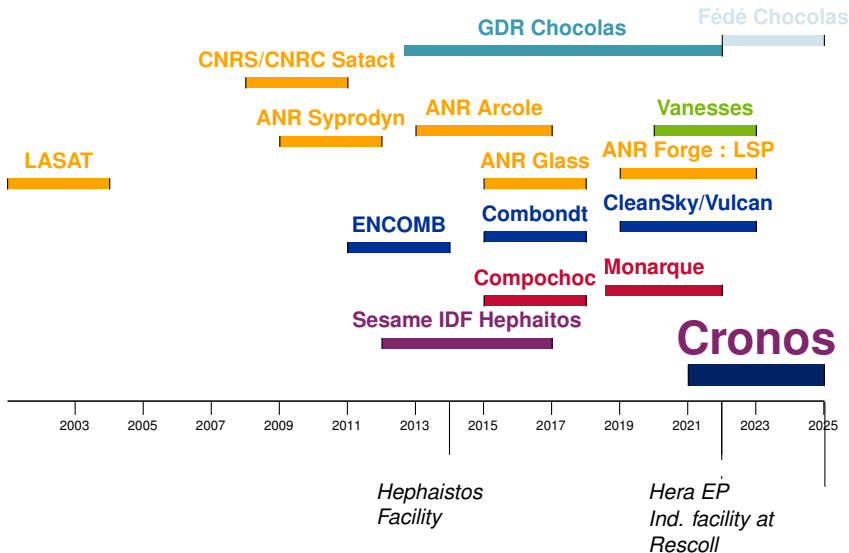 Fédé Chocolas
GDR Chocolas
CNRS/CNRC Satact
ANR Syprodyn
ANR Arcole
Vanesses
LASAT
ANR Glass
ANR Forge : LSP
ENCOMB
Combondt
CleanSky/Vulcan
Compochoc
Monarque
Sesame IDF Hephaitos
Cronos
2003 2005 2007 2009 2011 2013 2015 2017 2019 2021 2023 2025
Hephaistos
Facility
Hera EP
Ind. facility at
Rescoll